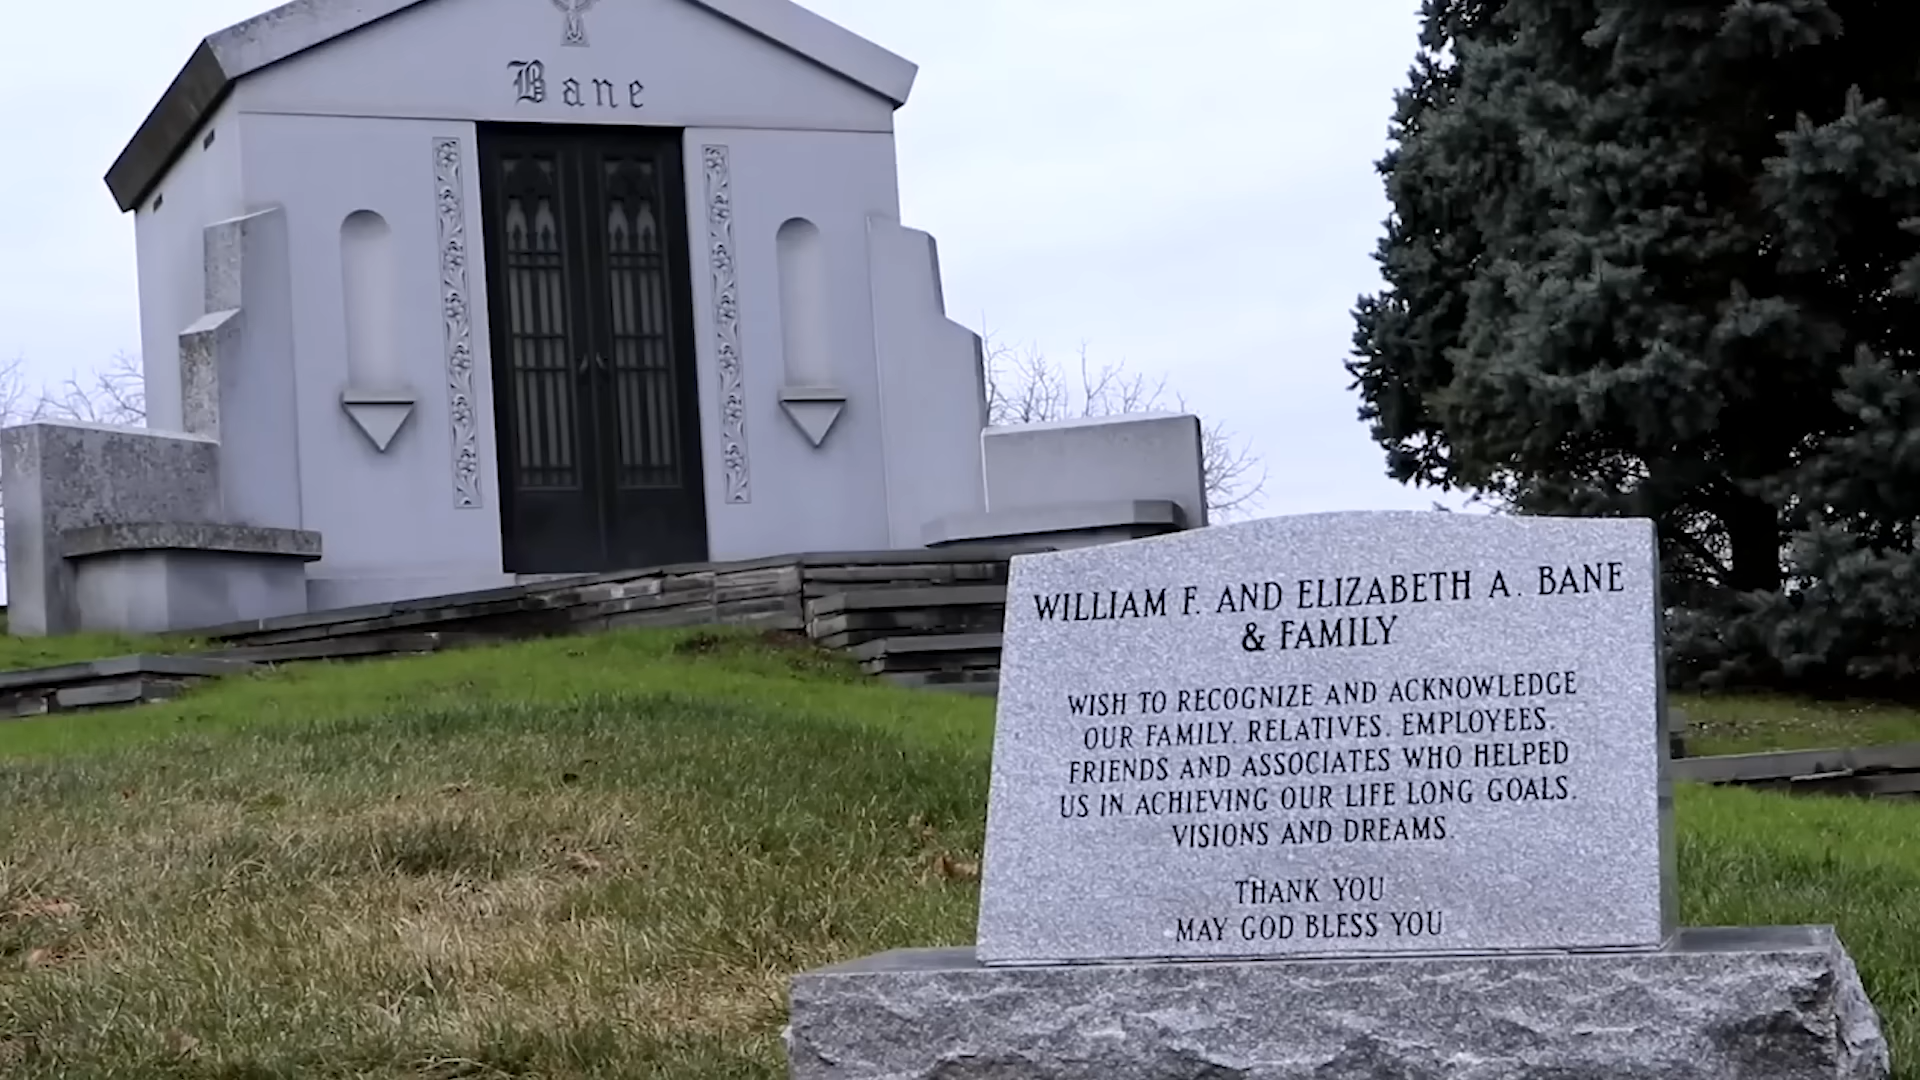 Bane
WILLIAM F. AND ELIZABETH A. BANE
& FAMILY
WISH TO RECOGNIZE AND ACKNOWLEDGE
OUR FAMILY, RELATIVES, EMPLOYEES,
FRIENDS AND ASSOCIATES WHO HELPED
US IN ACHIEVING OUR LIFE LONG GOALS,
VISIONS AND DREAMS.
THANK YOU
MAY GOD BLESS YOU